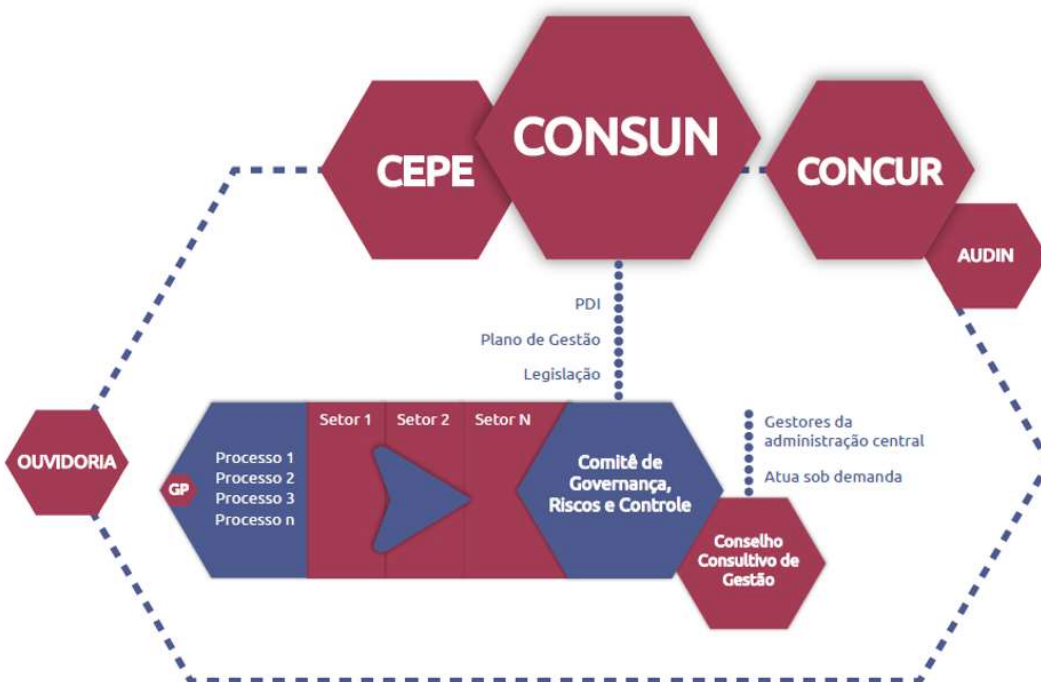 CEPE
CONSUN
CONCUR
AUDIN
PDI
Plano de Gestão
Legislação
OUVIDORIA
GP
Processo 1
Processo 2
Processo 3
Processo n
Setor 1
Setor 2
Setor N
Comitê de
Governança,
Riscos e Controle
Gestores da
administração central
Atua sob demanda
Conselho
Consultivo de
Gestão